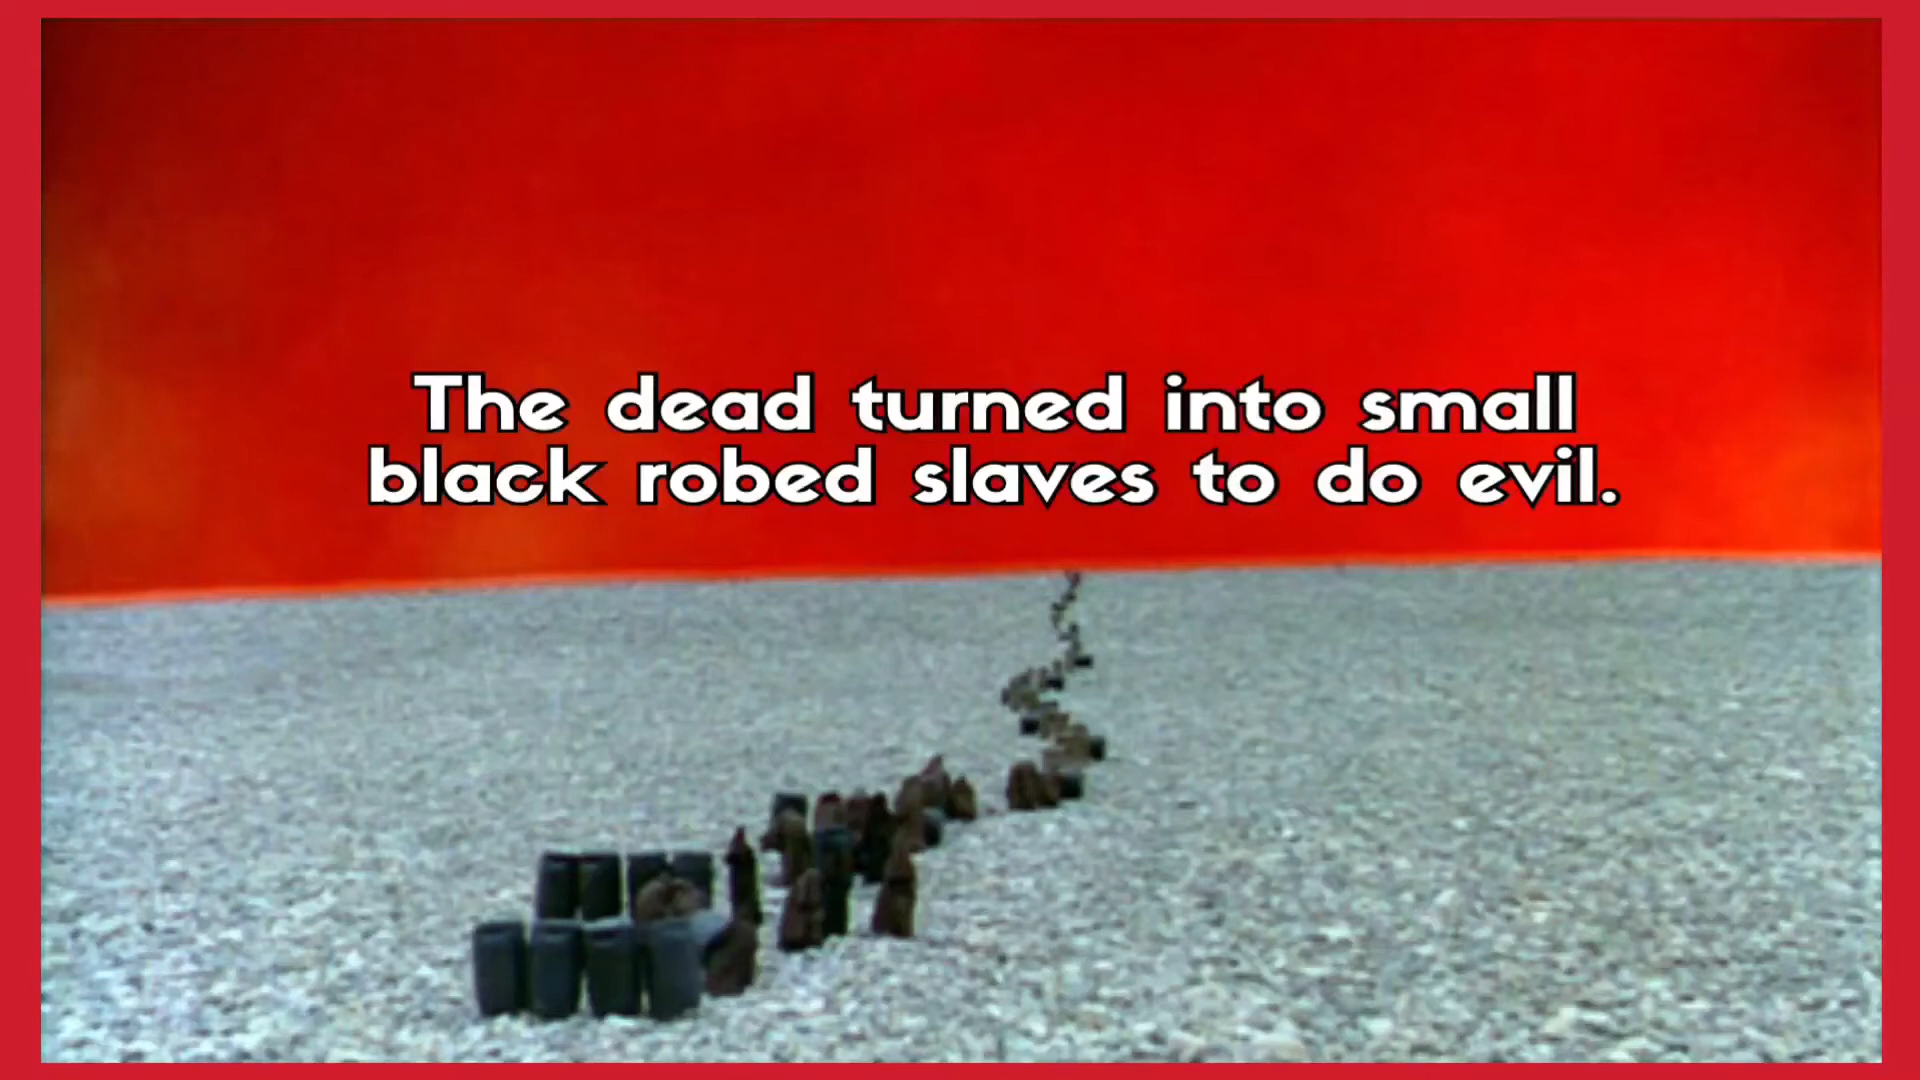 The dead turned into small
black robed slaves to do evil.